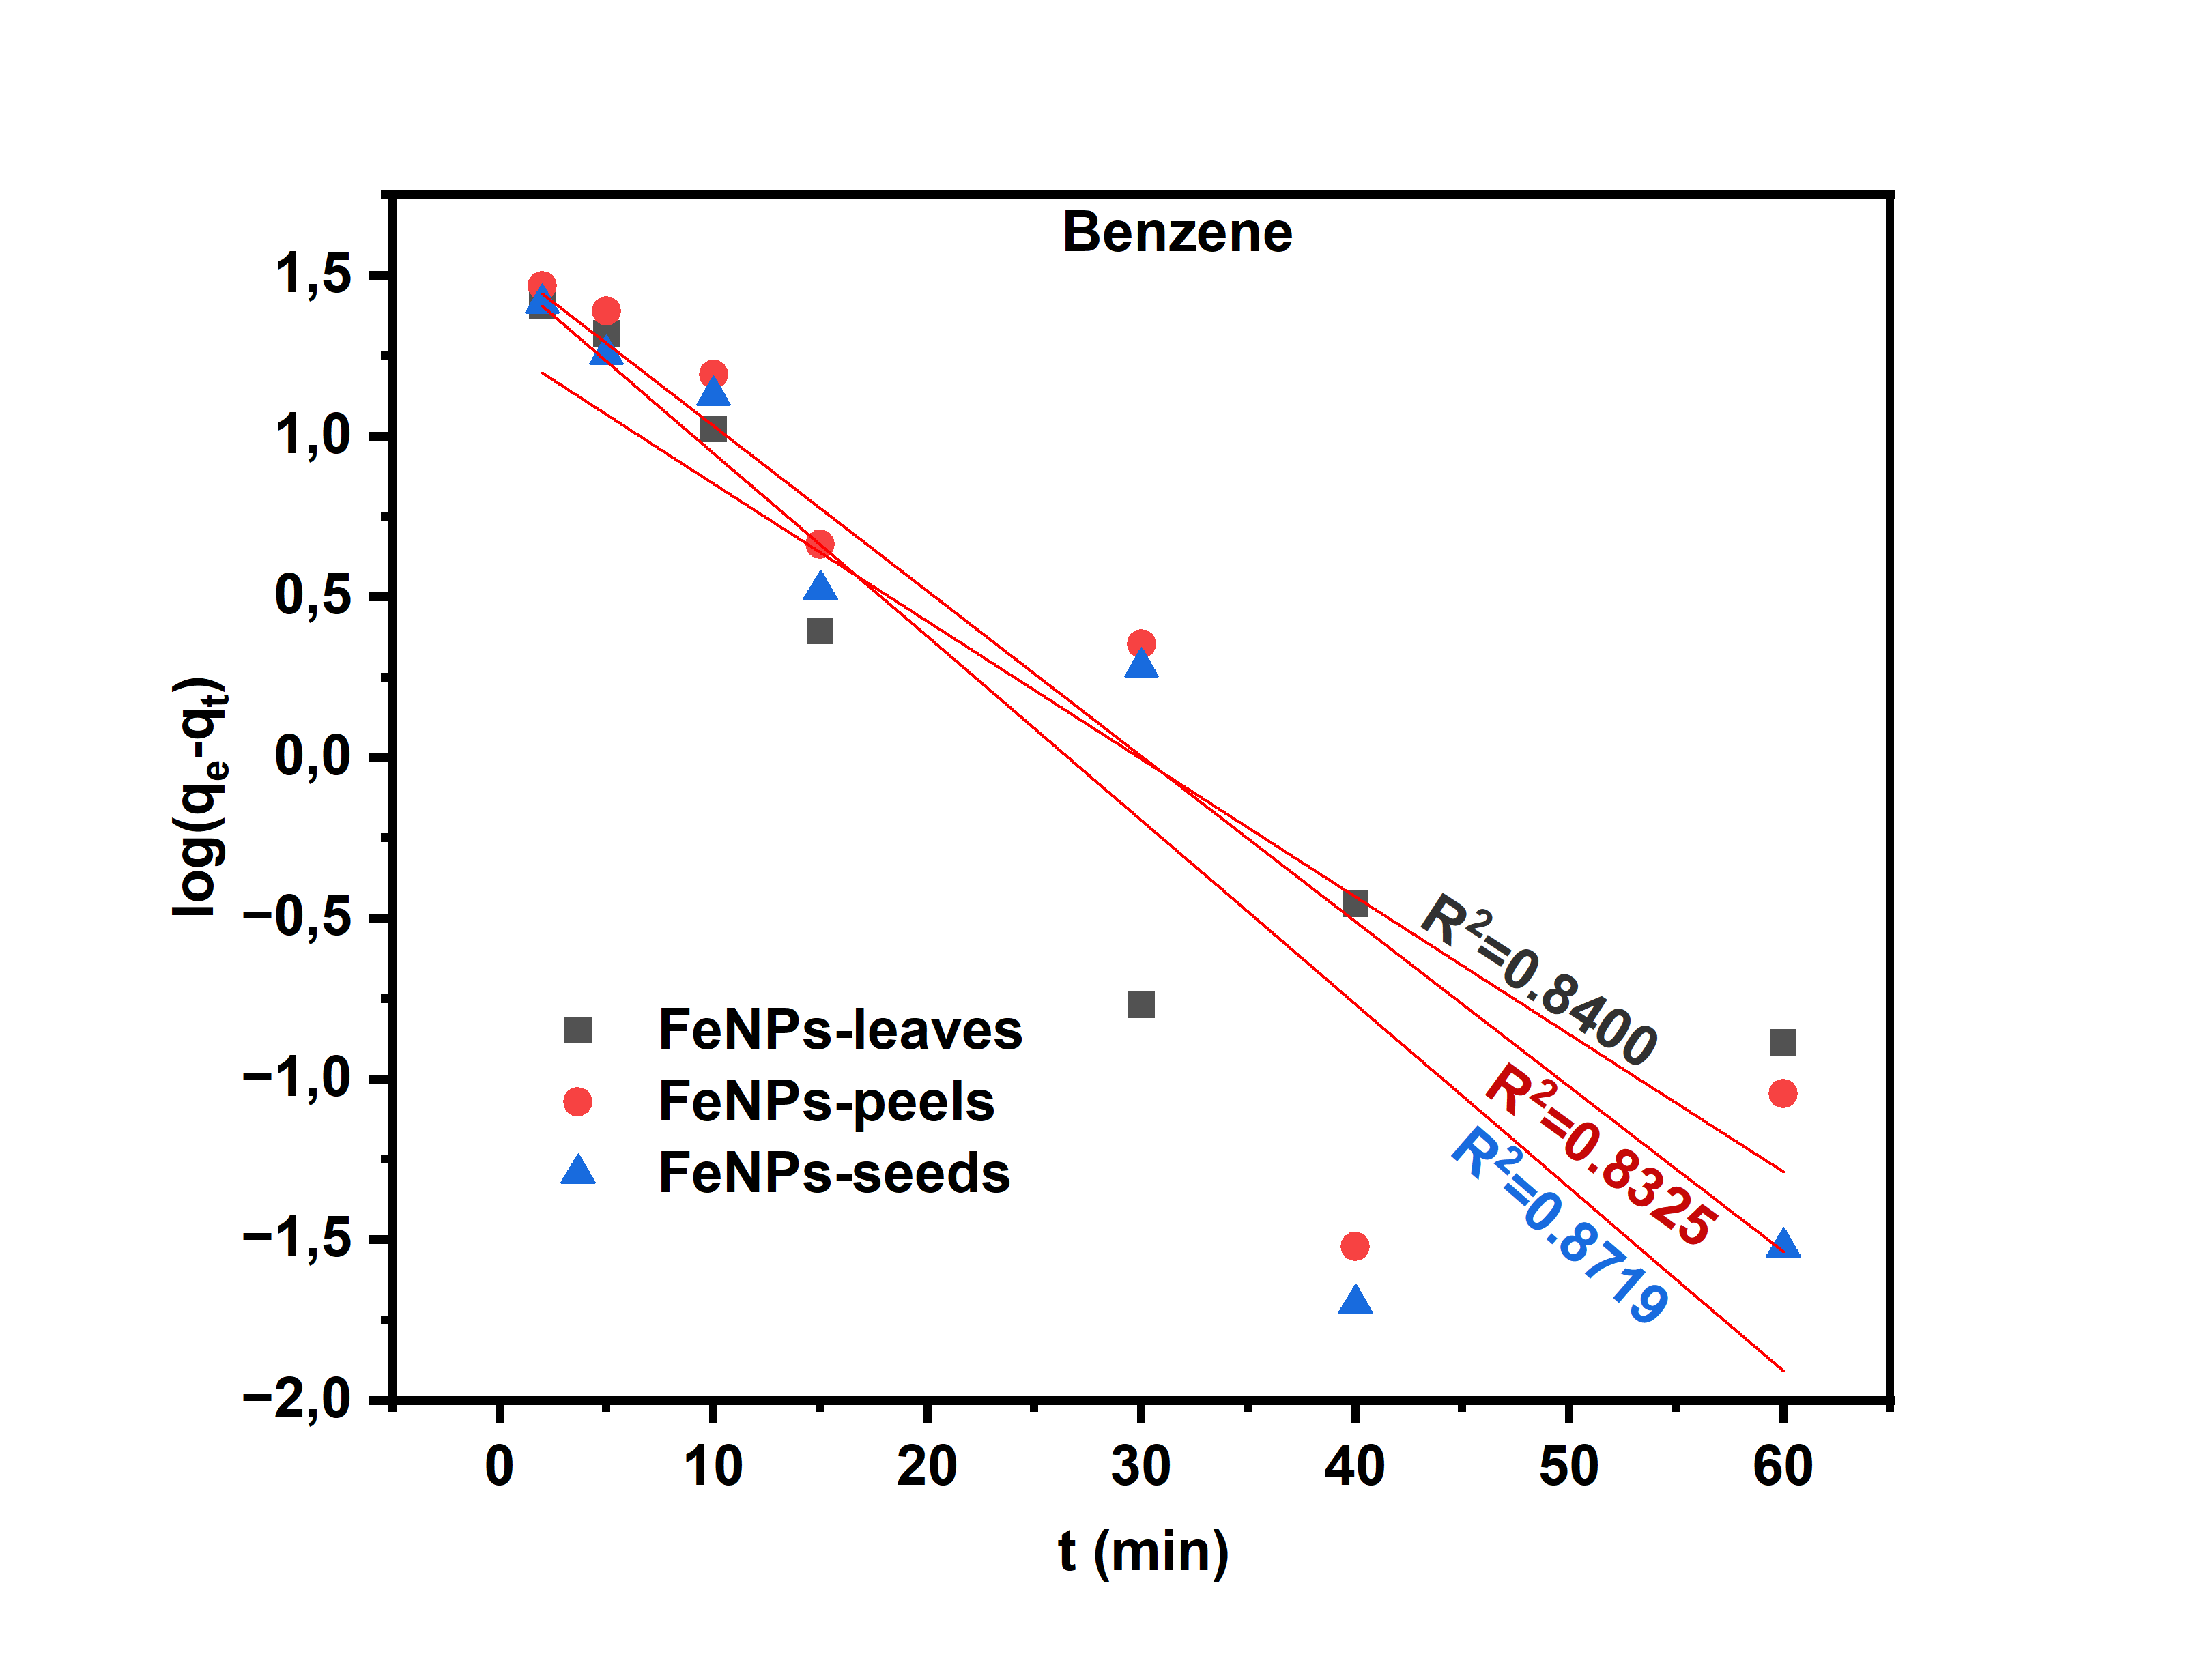 Benzene
1,5
1,0
0,5
0,0
−0,5
−1,0
−1,5
−2,0
log(qe-qt)
R2=0.8400
R2=0.8325
R2=0.8719
FeNPs-leaves
FeNPs-peels
FeNPs-seeds
0 10 20 30 40 50 60
t (min)